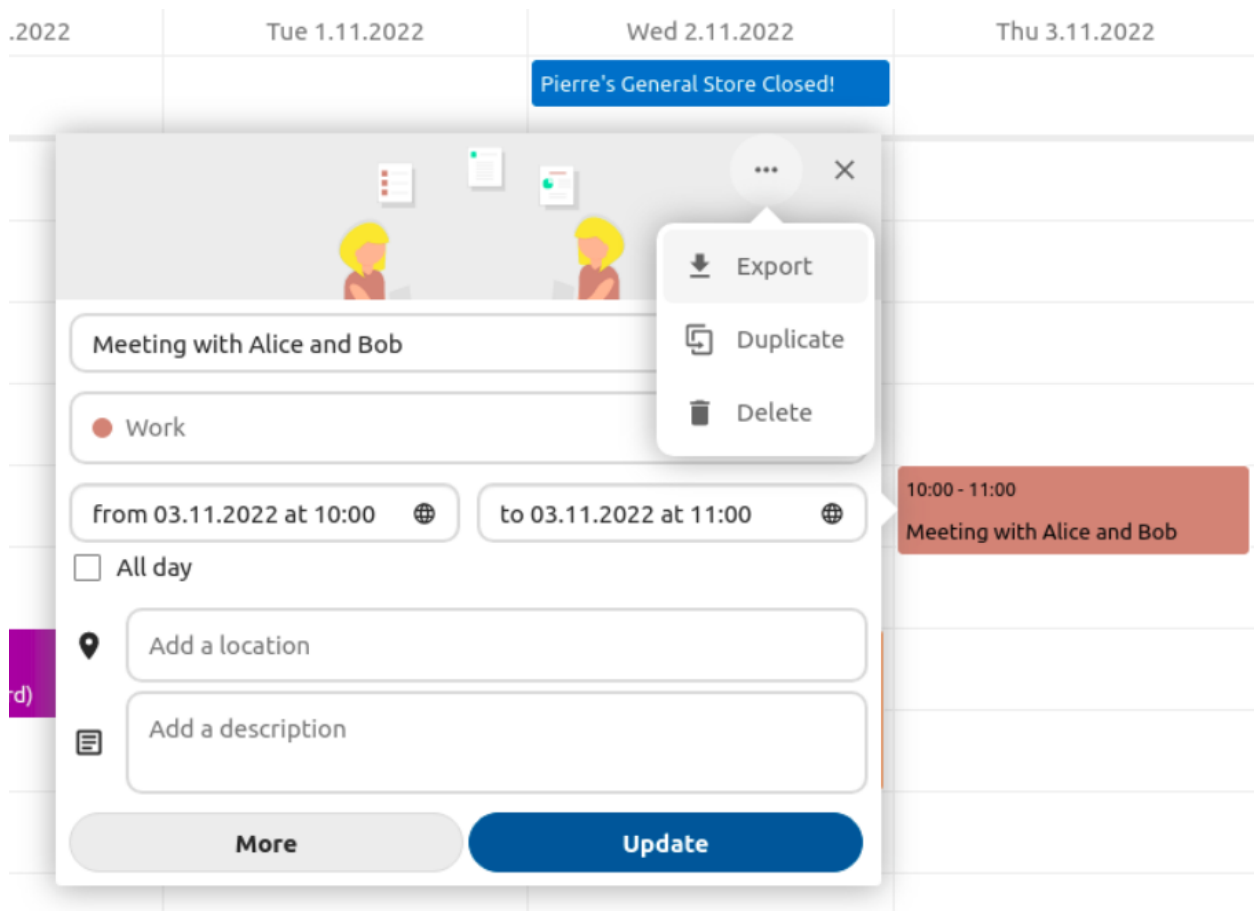 .2022
Tue 1.11.2022
Wed 2.11.2022
Thu 3.11.2022
Pierre's General Store Closed!
Export
Duplicate
Delete
Meeting with Alice and Bob
Work
from 03.11.2022 at 10:00
to 03.11.2022 at 11:00
All day
Add a location
Add a description
More
Update
10:00 - 11:00
Meeting with Alice and Bob
rd)